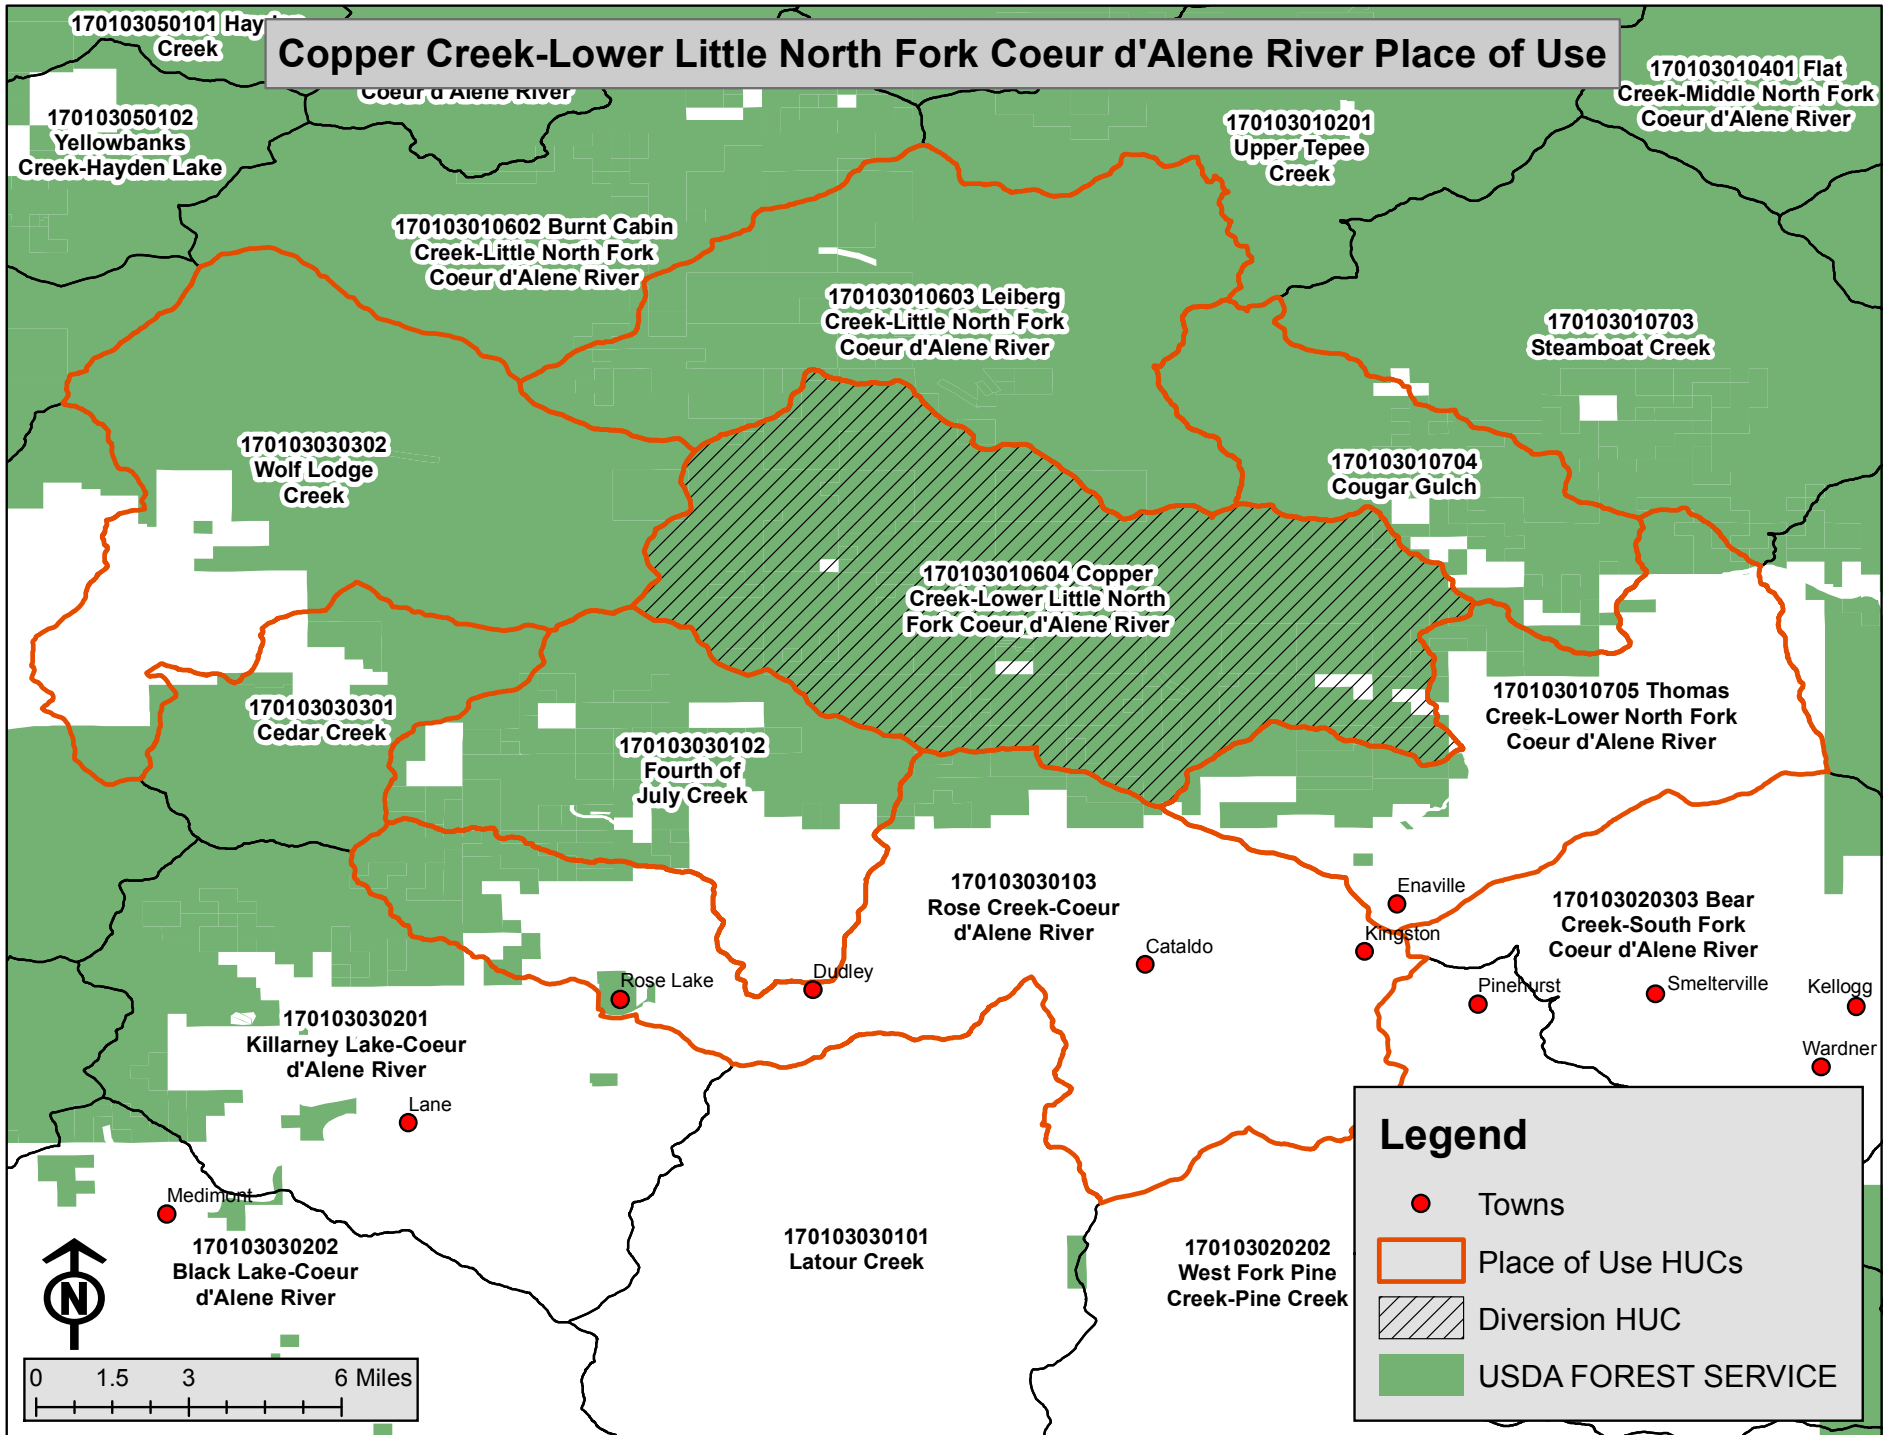 Copper Creek-Lower Little North Fork Coeur d'Alene River Place of Use
170103050101
Creek
Coeur d'Alene River
170103010401 Flat
Creek-Middle North Fork
Coeur d'Alene River
170103050102
Yellowbanks
Creek-Hayden Lake
170103010201
Upper Tepee
Creek
170103010602 Burnt Cabin
Creek-Little North Fork
Coeur d'Alene River
170103010603 Leiberg
Creek-Little North Fork
Coeur d'Alene River
170103010703
Steamboat Creek
170103030302
Wolf Lodge
Creek
170103010704
Cougar Gulch
170103010604 Copper
Creek-Lower Little North
Fork Coeur d'Alene River
170103030301
Cedar Creek
170103010705 Thomas
Creek-Lower North Fork
Coeur d'Alene River
170103030102
Fourth of
July Creek
170103030103
Rose Creek-Coeur
d'Alene River
Enaville
170103020303 Bear
Creek-South Fork
Coeur d'Alene River
Kingston
Cataldo
Dudley
Rose Lake
Pinehurst
Smelterville
Kellogg
170103030201
Killarney Lake-Coeur
d'Alene River
Wardner
Lane
Medimont
170103030202
Black Lake-Coeur
d'Alene River
170103030101
Latour Creek
170103020202
West Fork Pine
Creek-Pine Creek
N
0 1.5 3 6 Miles
Legend
Towns
Place of Use HUCs
Diversion HUC
USDA FOREST SERVICE